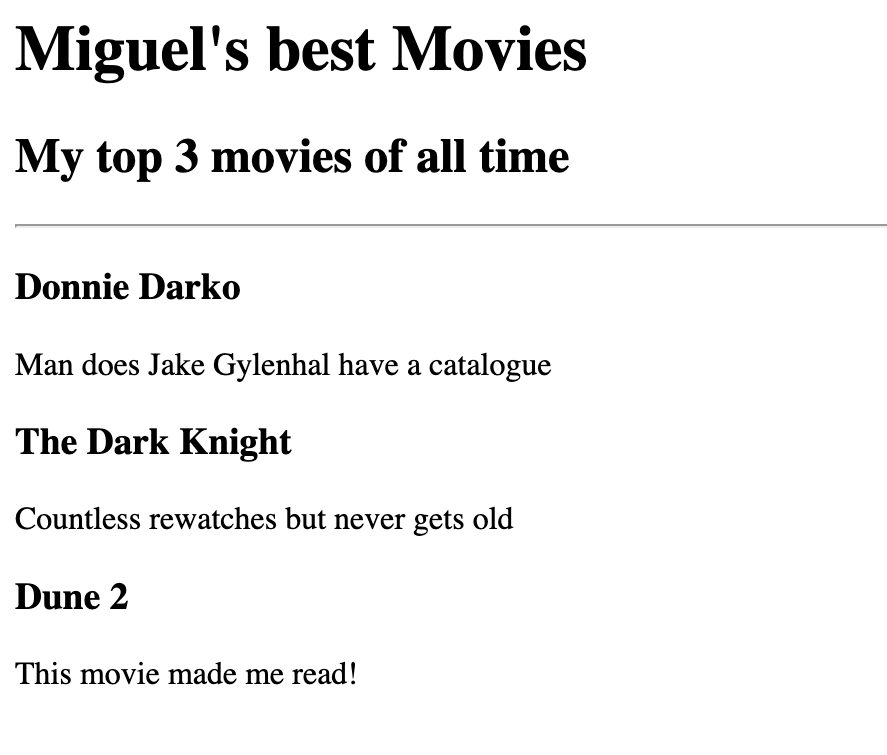 Miguel's best Movies
My top 3 movies of all time
Donnie Darko
Man does Jake Gylenhal have a catalogue
The Dark Knight
Countless rewatches but never gets old
Dune 2
This movie made me read!